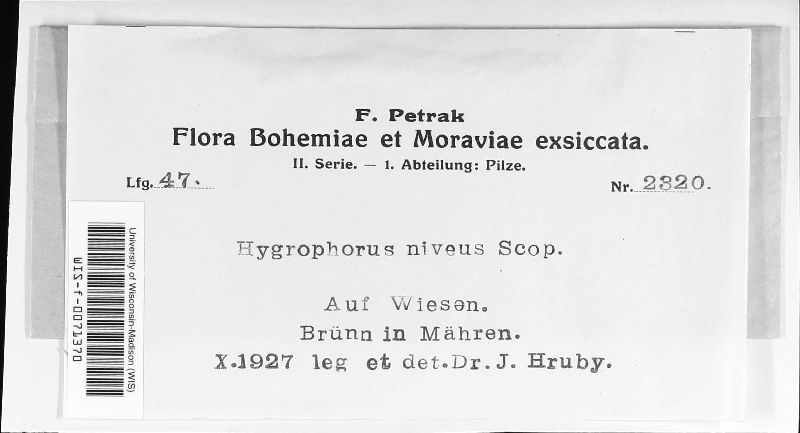 F. Petrak
Flora Bohemiae et Moraviae exsiccata.
II. Serie. — 1. Abteilung: Pilze.
Lfg. 47.
Nr. 2320.
Hygrophorus niveus Scop.
Auf Wiesen.
Brünn in Mähren.
X.1927 leg et det.Dr.J. Hruby.
University of Wisconsin-Madison (WIS)
WIS-f-0071370